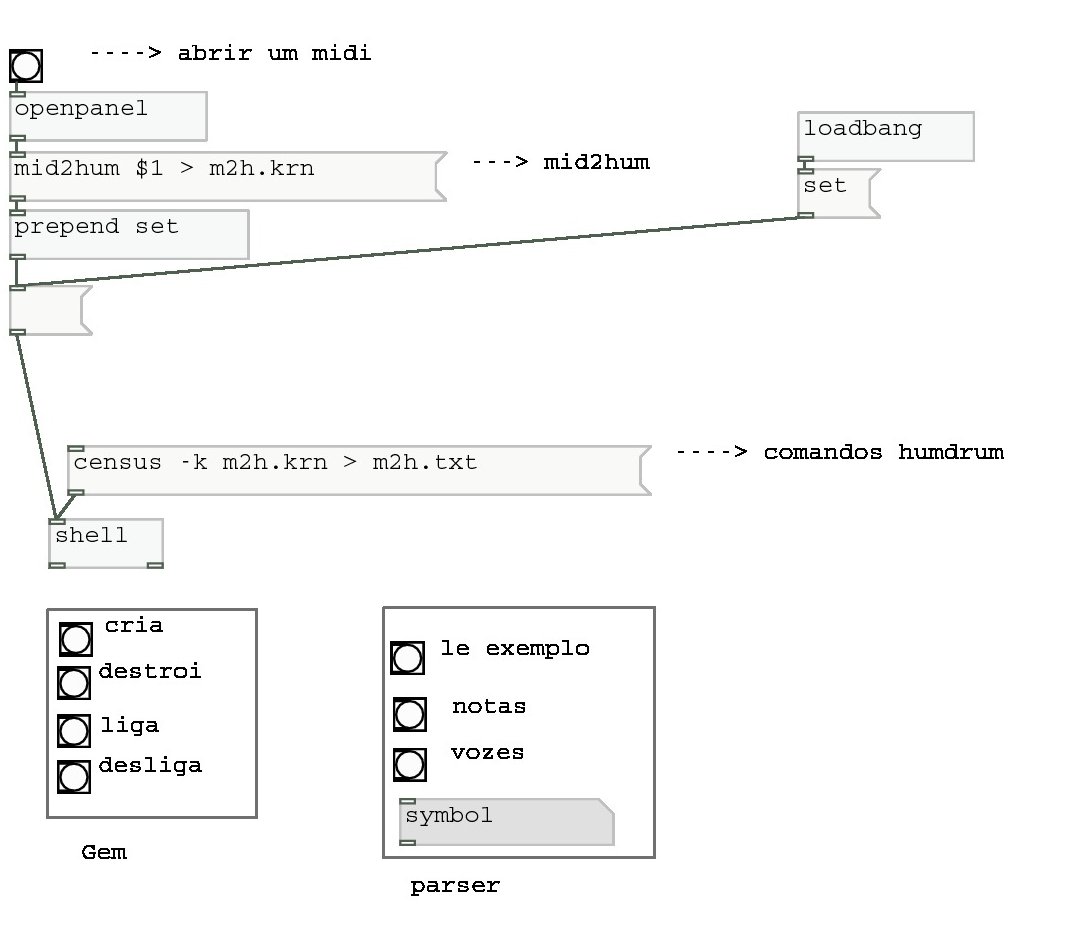 ----> abrir um midi
openpanel
loadbang
mid2hum $1 > m2h.krn
---> mid2hum
set
prepend set
census -k m2h.krn > m2h.txt
----> comandos humdrum
shell
cria
destroi
liga
desliga
Gem
le exemplo
notas
vozes
symbol
parser